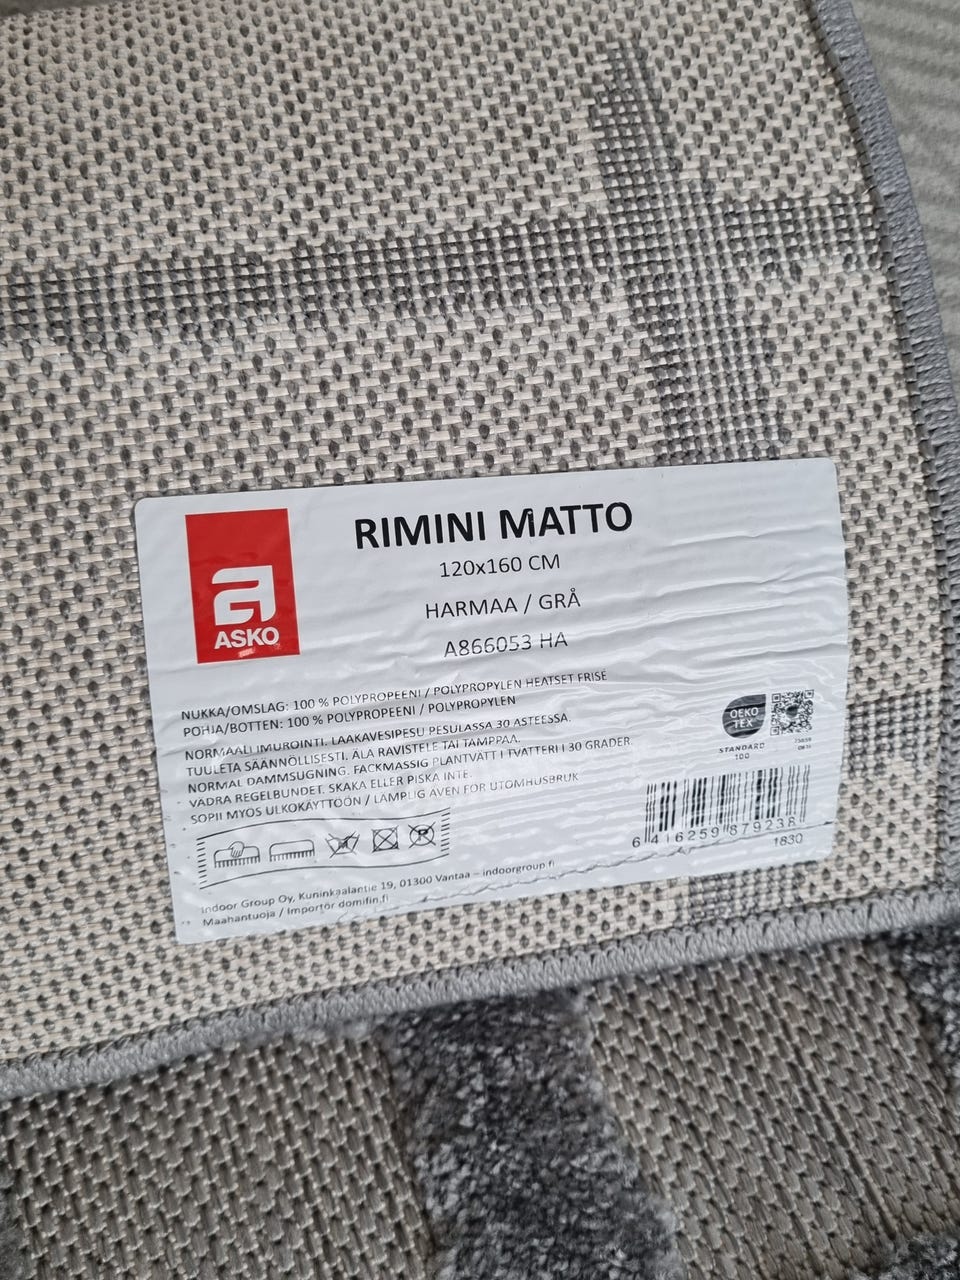 ASKO
RIMINI MATTO
120x160 CM
HARMAA / GRÅ
A866053 HA
NUKKA/OMSLAG: 100 % POLYPROPEENI / POLYPROPYLEN HEATSET FRISE
POHJA/BOTTEN: 100 % POLYPROPEENI / POLYPROPYLEN
NORMAALI IMUROINTI. LAAKAVESIPESU PESULASSA 30 ASTEESSA.
TUULETA SÄÄNNÖLLISESTI. ÄLÄ RAVISTELE TAI TAMPPAA.
NORMAL DAMMSUGNING. FACKMASSIG PLANTVÄTT I TVÄTTERI I 30 GRADER.
VÄDRA REGELBUNDET. SKAKA ELLER PISKA INTE.
SOPII MYÖS ULKOKÄYTTÖÖN / LÄMPLIG ÄVEN FÖR UTOMHUSBRUK
OEKO
TEX
STANDARD
100
6 416259 879238
1830
Indoor Group Oy, Kuninkaalantie 19, 01300 Vantaa – indoorgroup.fi
Maahantuoja / Importör domifin.fi